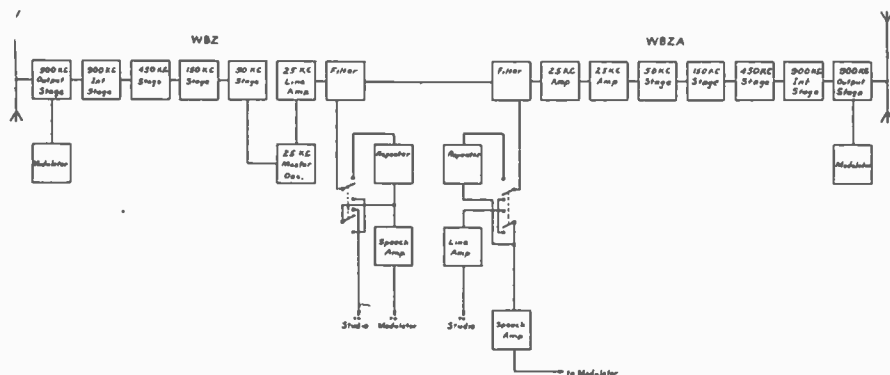 WBZ
WBZA
900 KC
Output
Stage
900 KC
Int
Stage
450 KC
Stage
150 KC
Stage
50 KC
Stage
25 KC
Line
Amp
Filter
Filter
25 KC
Amp
25 KC
Amp
50 KC
Stage
150 KC
Stage
450 KC
Stage
900 KC
Int
Stage
900 KC
Output
Stage
Modulator
25 KC
Master
Osc.
Repeater
Repeater
Modulator
Speech
Amp.
Line
Amp
to
Studio
to
Modulator
to
Studio
Speech
Amp
to Modulator